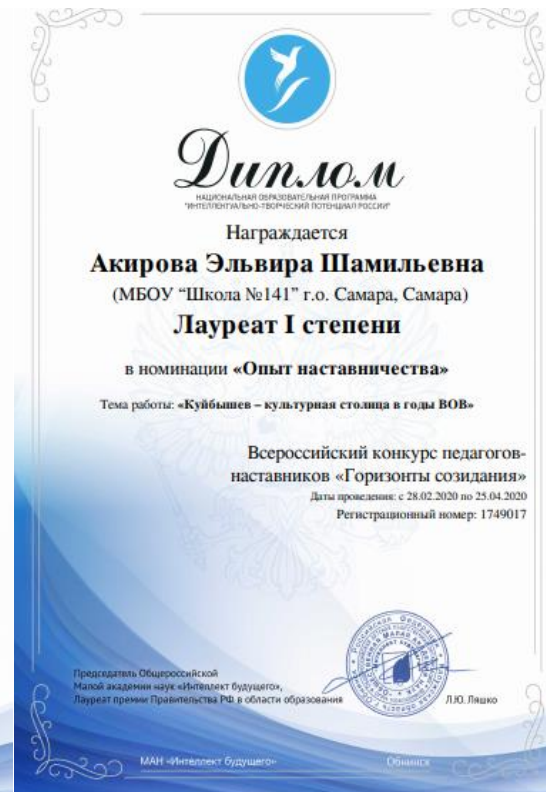 Диплом
НАЦИОНАЛЬНАЯ ОБРАЗОВАТЕЛЬНАЯ ПРОГРАММА
"ИНТЕЛЛЕКТУАЛЬНО-ТВОРЧЕСКИЙ ПОТЕНЦИАЛ РОССИИ"
Награждается
Акирова Эльвира Шамильевна
(МБОУ “Школа №141” г.о. Самара, Самара)
Лауреат I степени
в номинации «Опыт наставничества»
Тема работы: «Куйбышев – культурная столица в годы ВОВ»
Всероссийский конкурс педагогов-
наставников «Горизонты созидания»
Даты проведения: с 28.02.2020 по 25.04.2020
Регистрационный номер: 1749017
Председатель Общероссийской
Малой академии наук «Интеллект будущего»,
Лауреат премии Правительства РФ в области образования
Л.Ю. Ляшко
МАН «Интеллект будущего» Обнинск